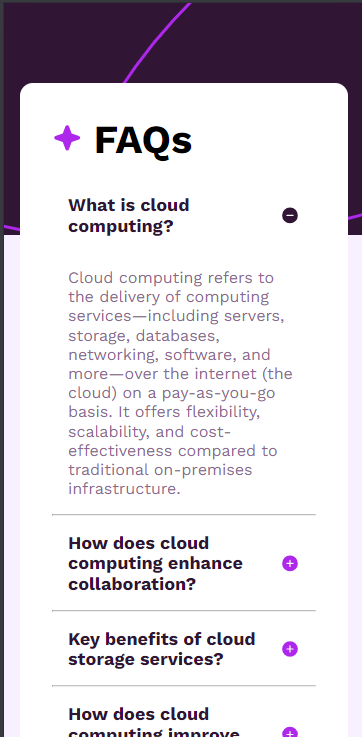 FAQs
What is cloud
computing?
Cloud computing refers to
the delivery of computing
services—including servers,
storage, databases,
networking, software, and
more—over the internet (the
cloud) on a pay-as-you-go
basis. It offers flexibility,
scalability, and cost-
effectiveness compared to
traditional on-premises
infrastructure.
How does cloud
computing enhance
collaboration?
Key benefits of cloud
storage services?
How does cloud
computing improve